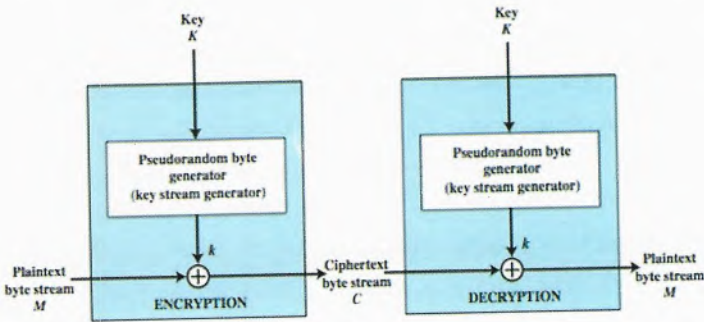 Key
K
Pseudorandom byte
generator
(key stream generator)
k
Plaintext
byte stream
M
ENCRYPTION
Ciphertext
byte stream
C
Key
K
Pseudorandom byte
generator
(key stream generator)
k
DECRYPTION
Plaintext
byte stream
M